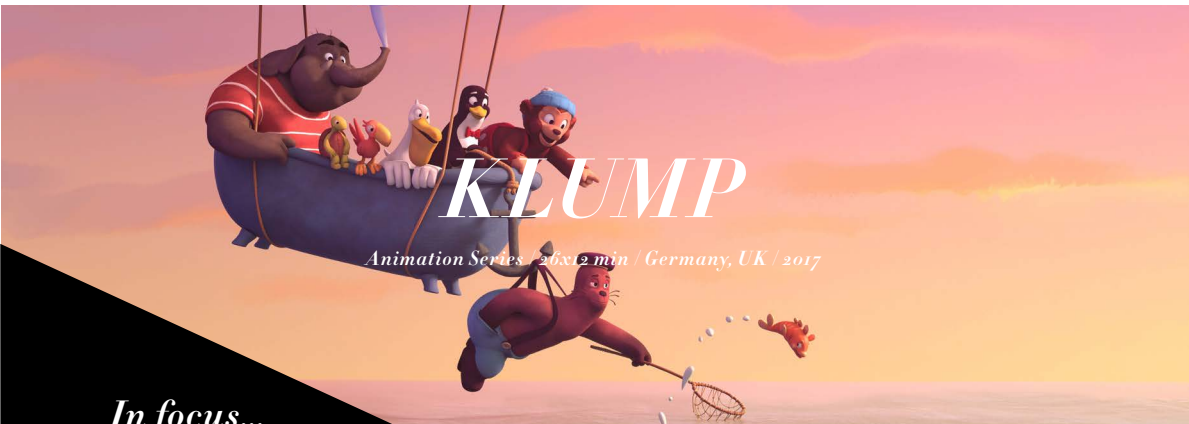 KLUMP
Animation Series / 26x12 min / Germany, UK / 2017
In focus...